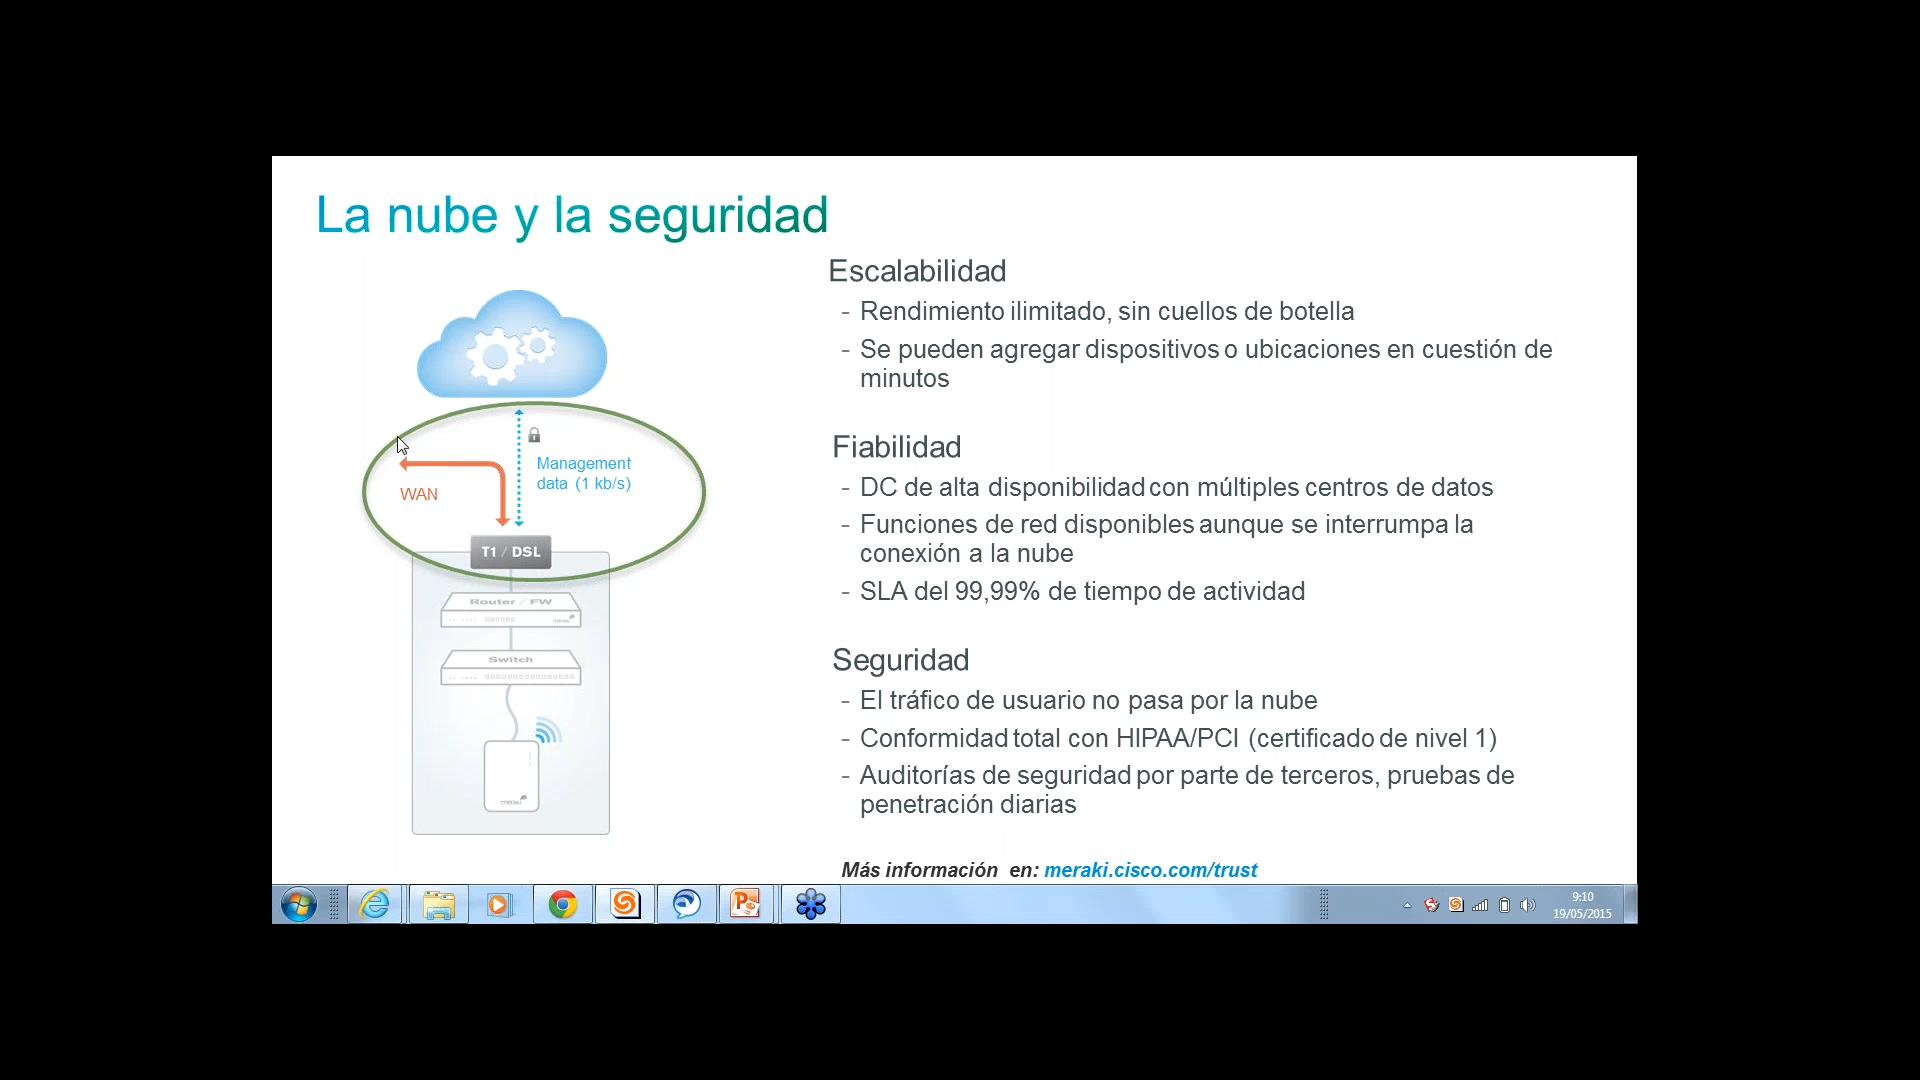 La nube y la seguridad
Management
data (1 kb/s)
WAN
T1 / DSL
Router / FW
meraki
Switch
meraki
Escalabilidad
- Rendimiento ilimitado, sin cuellos de botella
- Se pueden agregar dispositivos o ubicaciones en cuestión de
minutos
Fiabilidad
- DC de alta disponibilidad con múltiples centros de datos
- Funciones de red disponibles aunque se interrumpa la
conexión a la nube
- SLA del 99,99% de tiempo de actividad
Seguridad
- El tráfico de usuario no pasa por la nube
- Conformidad total con HIPAA/PCI (certificado de nivel 1)
- Auditorías de seguridad por parte de terceros, pruebas de
penetración diarias
Más información en: meraki.cisco.com/trust
9:10
19/05/2015